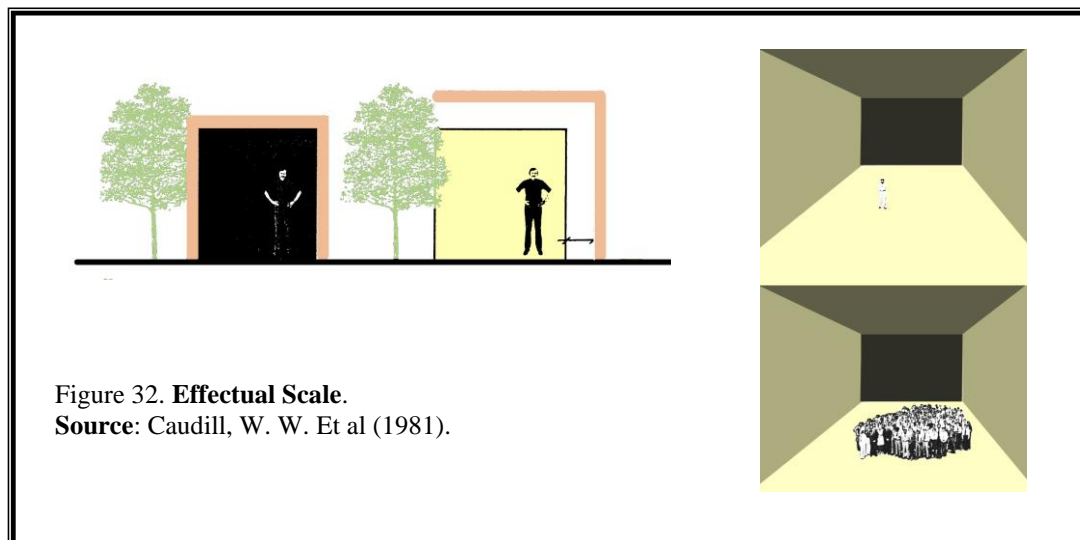 Figure 32. Effectual Scale.
Source: Caudill, W. W. Et al (1981).